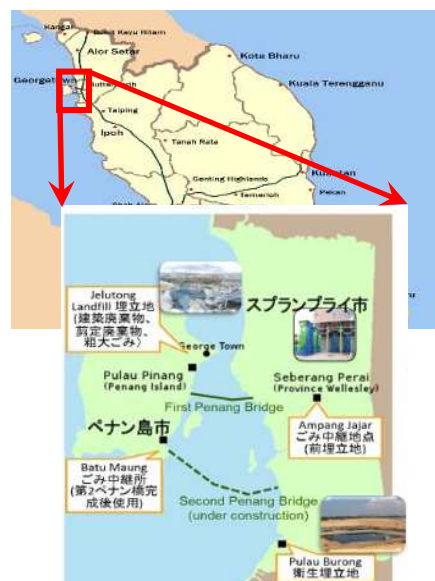 Kangar
Bukit Kayu Hitam
Alor Setar
Kota Bharu
Georgetown
Kuala Terengganu
Taiping
Ipoh
Tanah Rata
Genting Highlands
Kuantan
Temerloh
Pekan
Jelutong
Landfill 埋立地
(建築廃棄物、
剪定廃棄物、
粗大ごみ)
スプランプライ市
George Town
Pulau Pinang
(Penang Island)
Seberang Perai
(Province Wellesley)
First Penang Bridge
ペナン島市
Ampang Jajar
ごみ中継地点
(前埋立地)
Batu Maung
ごみ中継所
(第2ペナン橋完
成後使用)
Second Penang Bridge
(under construction)
Pulau Burong
衛生埋立地